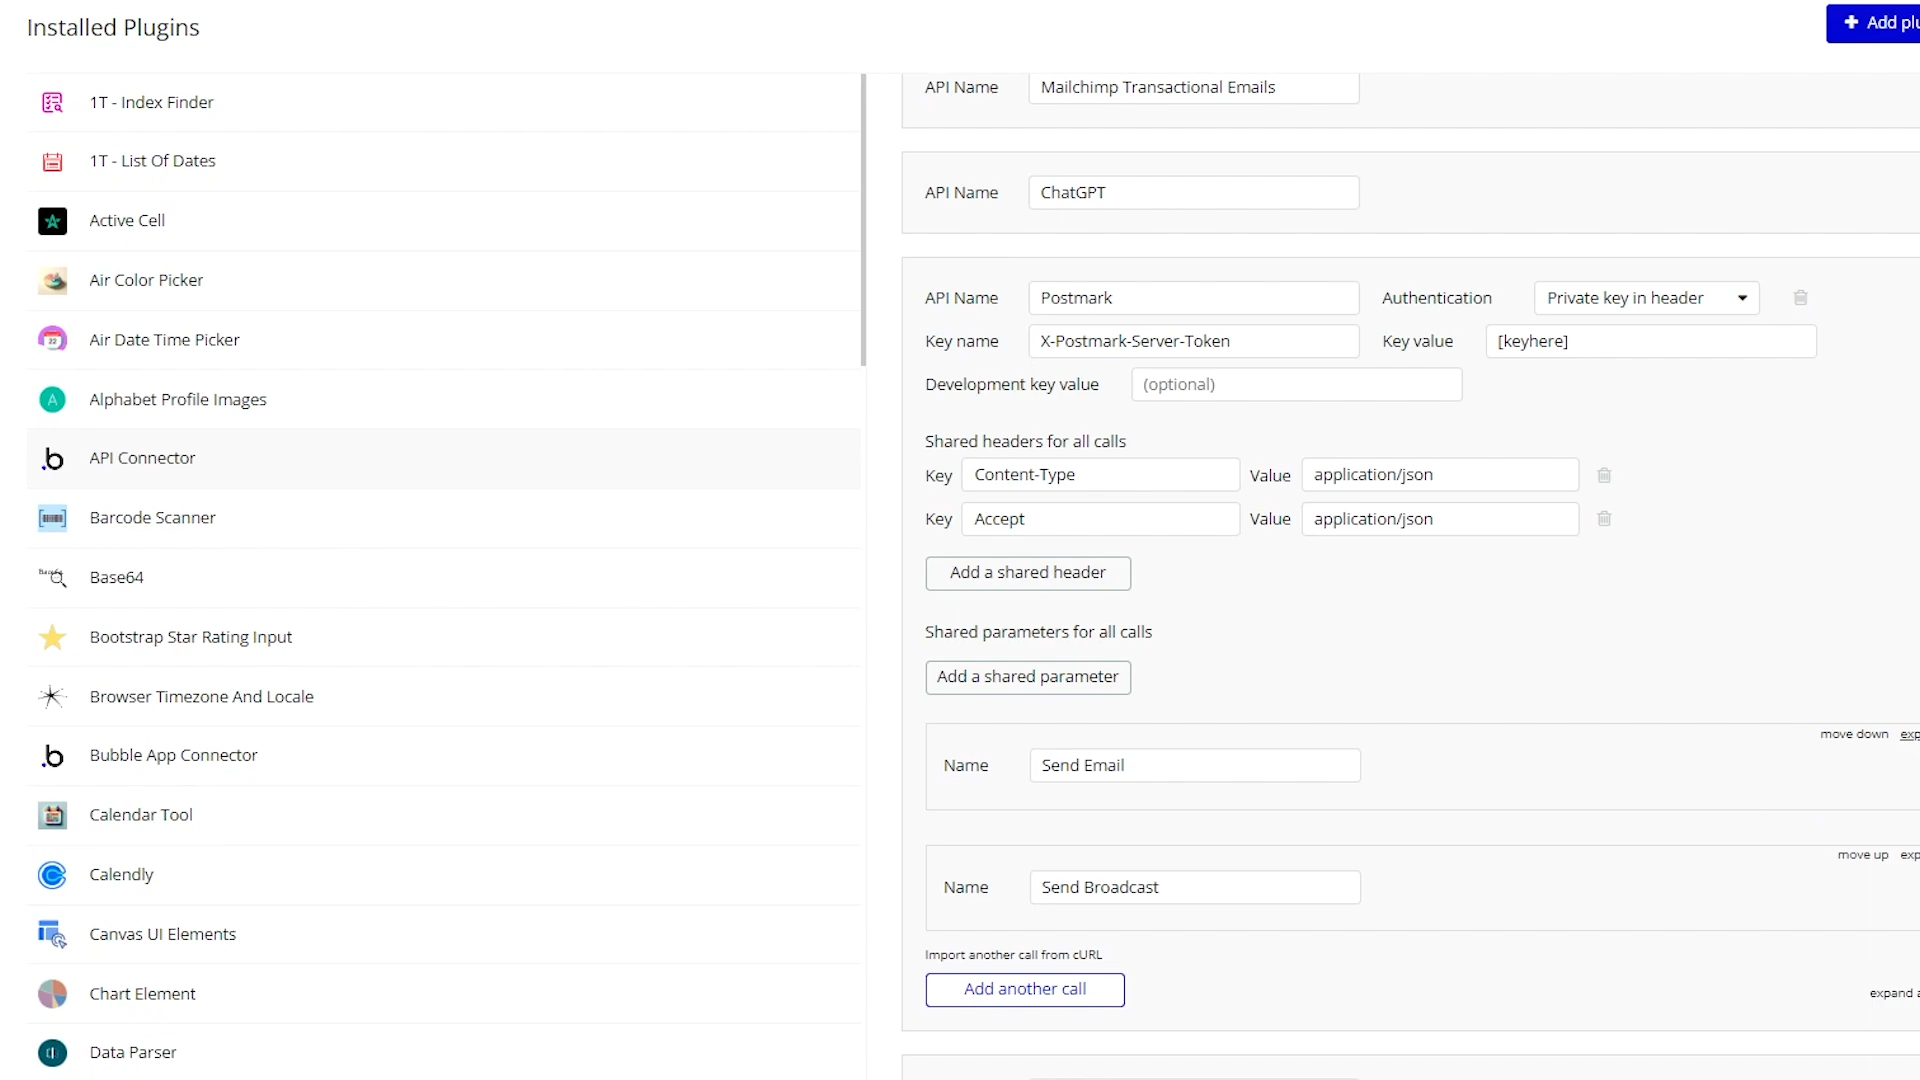 Installed Plugins
Add plu
1T - Index Finder
1T - List Of Dates
Active Cell
Air Color Picker
22
Air Date Time Picker
A
Alphabet Profile Images
b
API Connector
Barcode Scanner
Base64
Bootstrap Star Rating Input
Browser Timezone And Locale
b
Bubble App Connector
Calendar Tool
Calendly
Canvas UI Elements
Chart Element
Data Parser
API Name Mailchimp Transactional Emails
API Name ChatGPT
API Name Postmark Authentication Private key in header
Key name X-Postmark-Server-Token Key value [keyhere]
Development key value (optional)
Shared headers for all calls
Key Content-Type Value application/json
Key Accept Value application/json
Add a shared header
Shared parameters for all calls
Add a shared parameter
move down exp
Name Send Email
move up exp
Name Send Broadcast
Import another call from cURL
Add another call
expand a